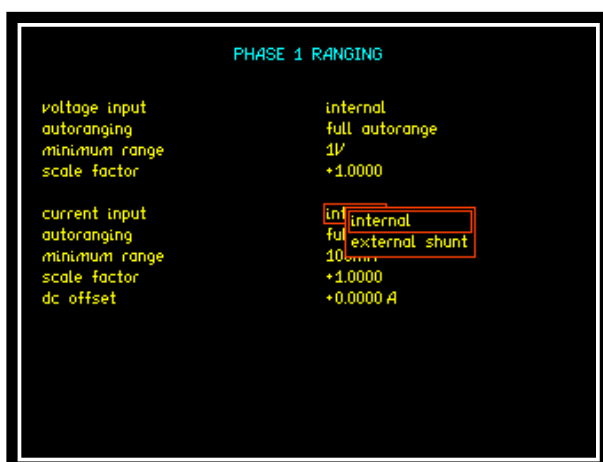 PHASE 1 RANGING
voltage input internal
autoranging full autorange
minimum range 1V
scale factor +1.0000
current input internal
autoranging external shunt
minimum range
scale factor +1.0000
dc offset +0.0000 A